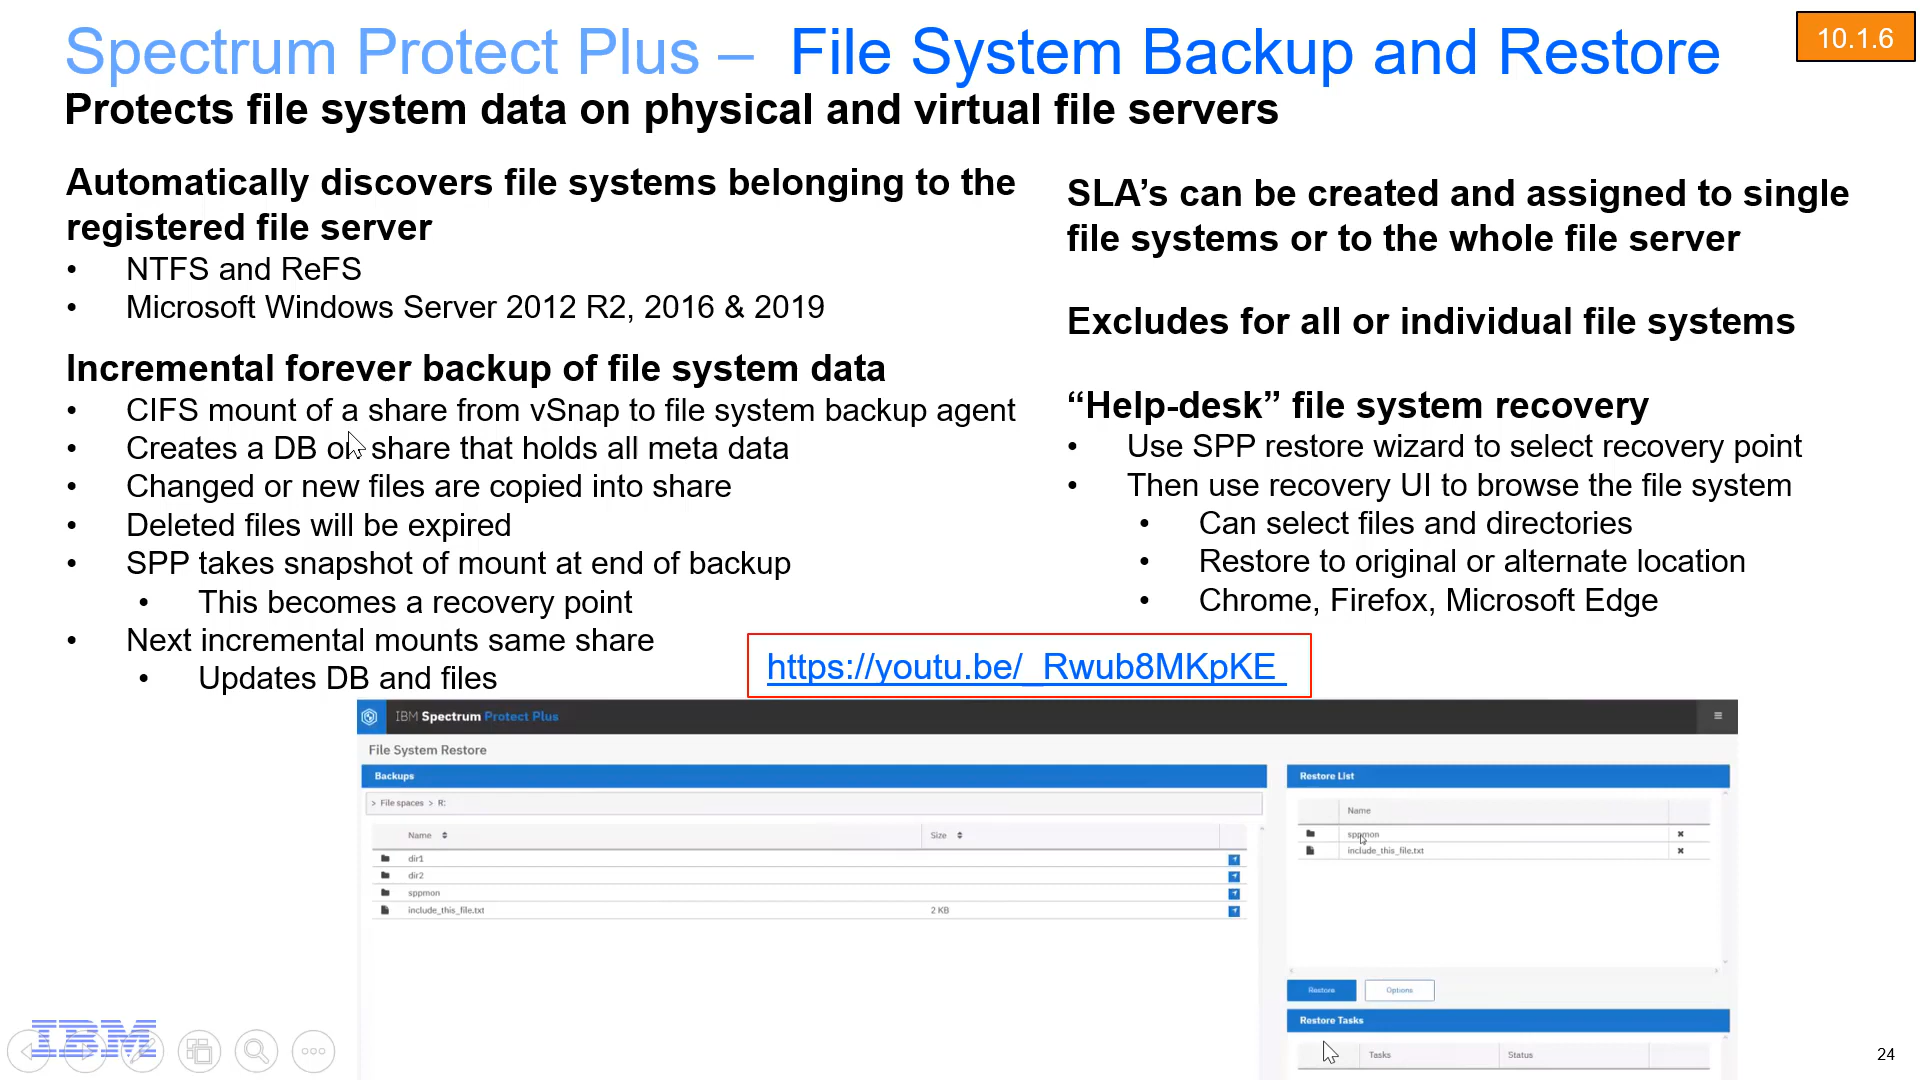 Spectrum Protect Plus – File System Backup and Restore
10.1.6
Protects file system data on physical and virtual file servers
Automatically discovers file systems belonging to the
registered file server
• NTFS and ReFS
• Microsoft Windows Server 2012 R2, 2016 & 2019
Incremental forever backup of file system data
• CIFS mount of a share from vSnap to file system backup agent
• Creates a DB on share that holds all meta data
• Changed or new files are copied into share
• Deleted files will be expired
• SPP takes snapshot of mount at end of backup
• This becomes a recovery point
• Next incremental mounts same share
• Updates DB and files
SLA’s can be created and assigned to single
file systems or to the whole file server
Excludes for all or individual file systems
“Help-desk” file system recovery
• Use SPP restore wizard to select recovery point
• Then use recovery UI to browse the file system
• Can select files and directories
• Restore to original or alternate location
• Chrome, Firefox, Microsoft Edge
https://youtu.be/_Rwub8MKpKE
IBM Spectrum Protect Plus
File System Restore
Backups
> File spaces > R:
Name Size
dir1
dir2
sppmon
include_this_file.txt 2 KB
Restore List
Name
sppmon
include_this_file.txt
Restore Options
Restore Tasks
Tasks Status
IBM
24